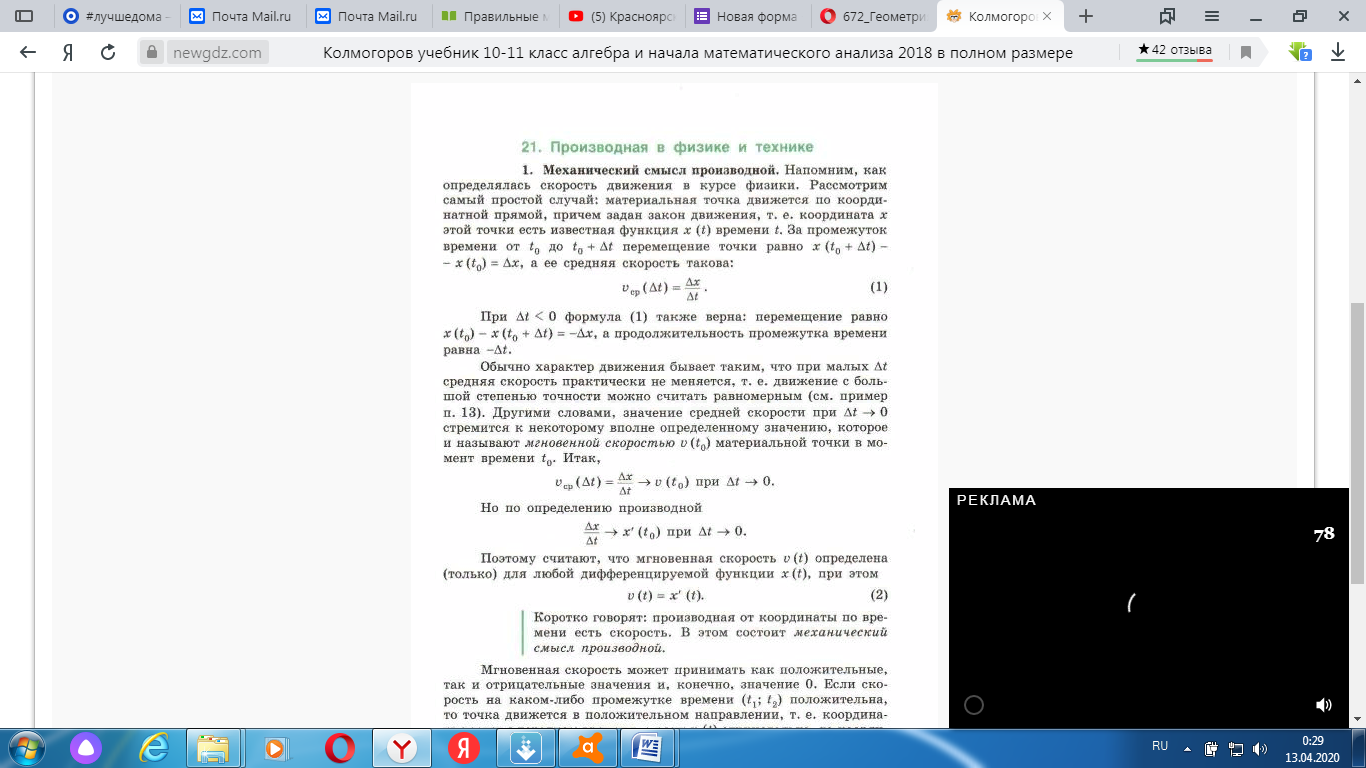 #лучшедома –
Почта Mail.ru
Почта Mail.ru
Правильные м
(5) Красноярс
Новая форма
672_Геометри
Колмогоров
newgdz.com
Колмогоров учебник 10-11 класс алгебра и начала математического анализа 2018 в полном размере
★42 отзыва
21. Производная в физике и технике
1. Механический смысл производной. Напомним, как
определялась скорость движения в курсе физики. Рассмотрим
самый простой случай: материальная точка движется по коорди-
натной прямой, причем задан закон движения, т. е. координата x
этой точки есть известная функция x (t) времени t. За промежуток
времени от t₀ до t₀ + Δt перемещение точки равно x (t₀ + Δt) –
– x (t₀) = Δx, а ее средняя скорость такова:
υср (Δt) = Δx/Δt . (1)
При Δt < 0 формула (1) также верна: перемещение равно
x (t₀) – x (t₀ + Δt) = –Δx, а продолжительность промежутка времени
равна –Δt.
Обычно характер движения бывает таким, что при малых Δt
средняя скорость практически не меняется, т. е. движение с боль-
шой степенью точности можно считать равномерным (см. пример
п. 13). Другими словами, значение средней скорости при Δt → 0
стремится к некоторому вполне определенному значению, которое
и называют мгновенной скоростью υ (t₀) материальной точки в мо-
мент времени t₀. Итак,
υср (Δt) = Δx/Δt → υ (t₀) при Δt → 0.
Но по определению производной
Δx/Δt → x′ (t₀) при Δt → 0.
Поэтому считают, что мгновенная скорость υ (t) определена
(только) для любой дифференцируемой функции x (t), при этом
υ (t) = x′ (t). (2)
Коротко говорят: производная от координаты по вре-
мени есть скорость. В этом состоит механический
смысл производной.
Мгновенная скорость может принимать как положительные,
так и отрицательные значения и, конечно, значение 0. Если ско-
рость на каком-либо промежутке времени (t₁; t₂) положительна,
то точка движется в положительном направлении, т. е. координа-
РЕКЛАМА
78
RU
0:29
13.04.2020